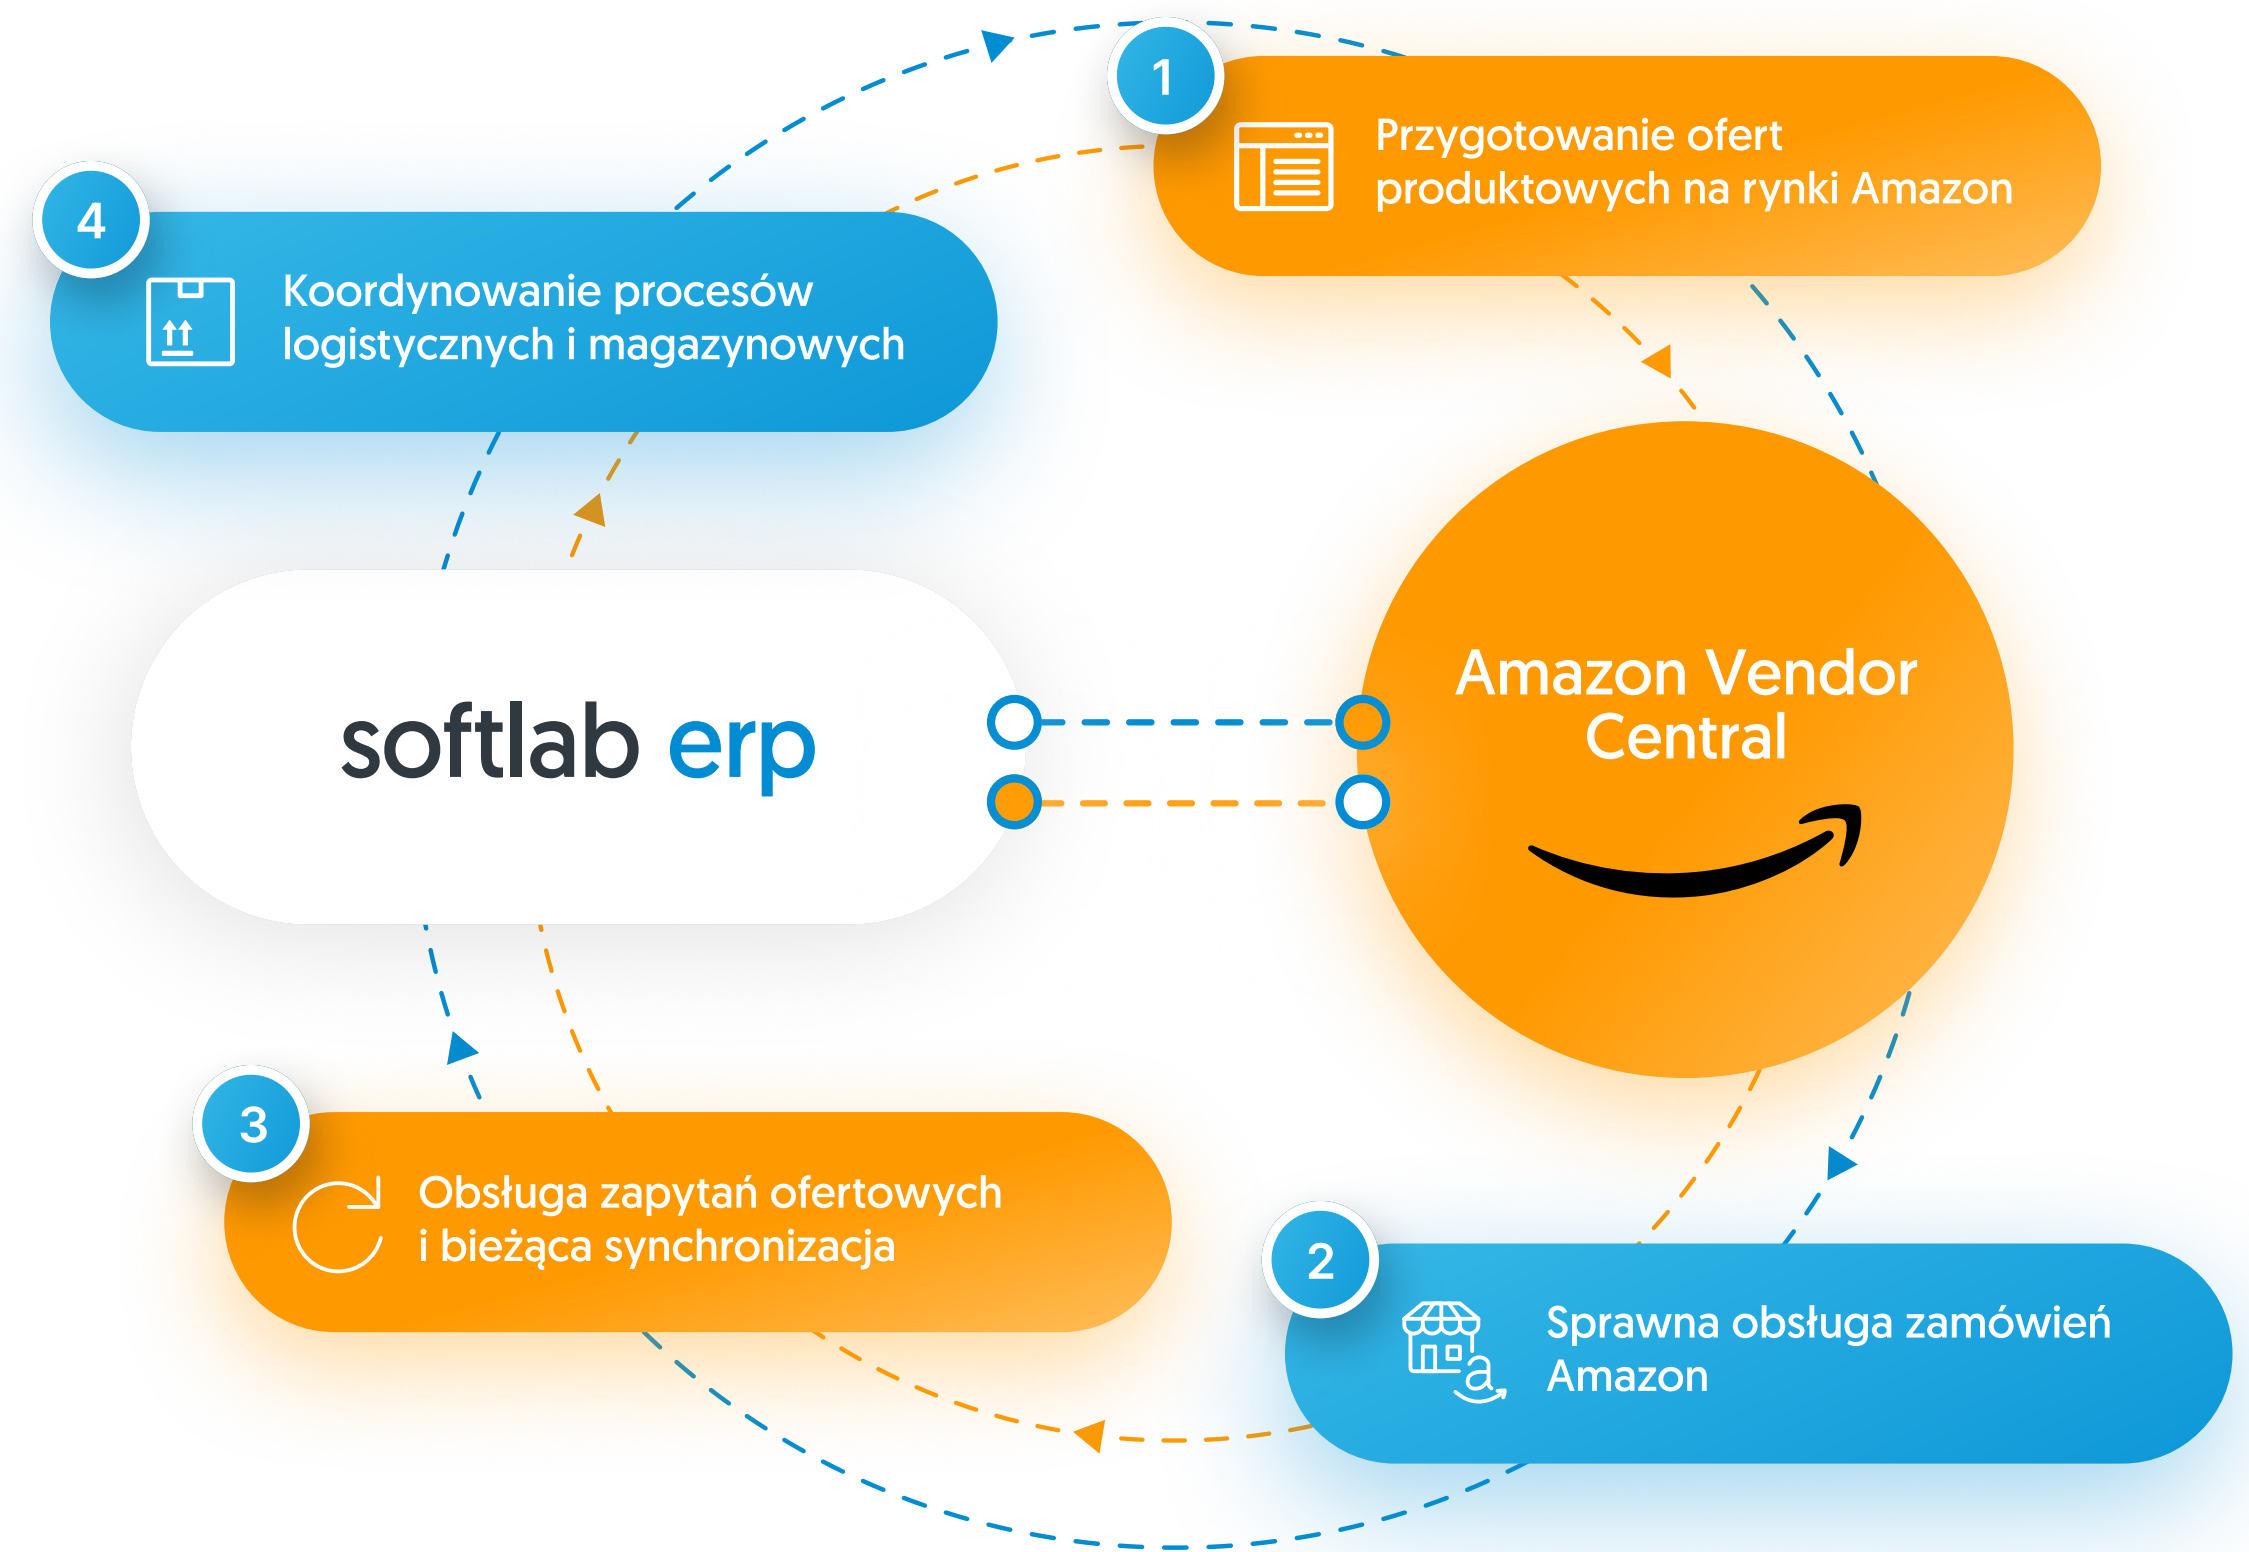 1
Przygotowanie ofert
produktowych na rynki Amazon
4
Koordynowanie procesów
logistycznych i magazynowych
softlab erp
Amazon Vendor
Central
3
Obsługa zapytań ofertowych
i bieżąca synchronizacja
2
Sprawna obsługa zamówień
Amazon
a